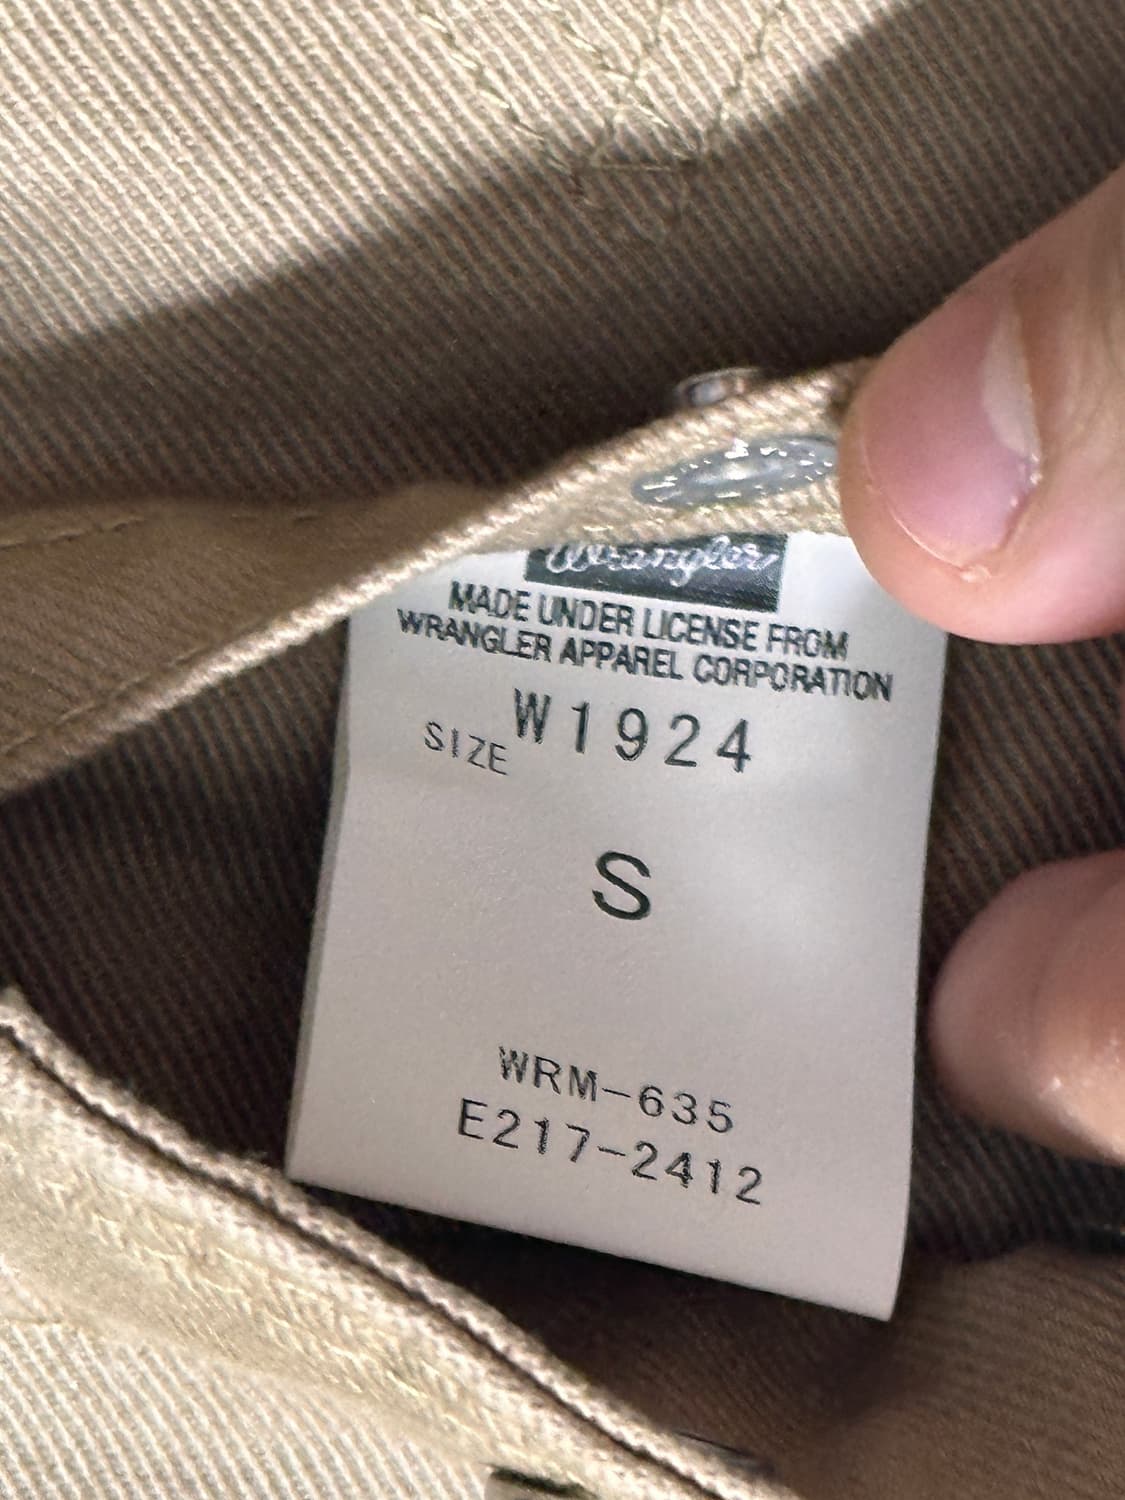 Wrangler
MADE UNDER LICENSE FROM
WRANGLER APPAREL CORPORATION
W1924
SIZE
S
WRM-635
E217-2412